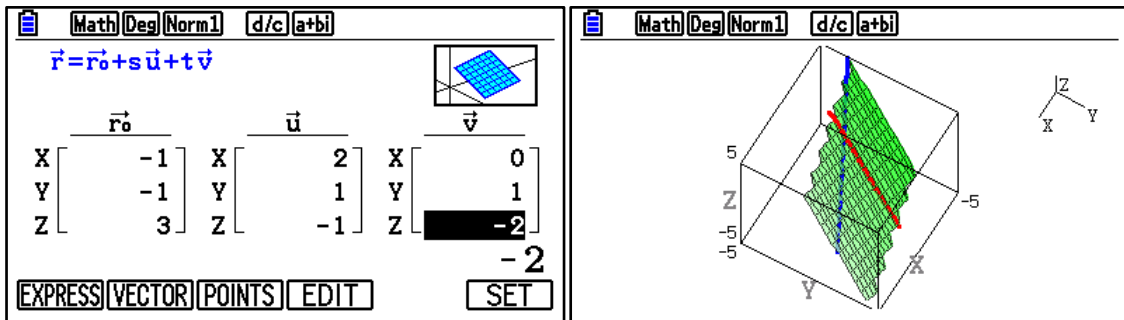 Math Deg Norm1 d/c a+bi
r⃗=r₀⃗+su⃗+tv⃗
r₀⃗ u⃗ v⃗
X -1 X 2 X 0
Y -1 Y 1 Y 1
Z 3 Z -1 Z -2
-2
EXPRESS VECTOR POINTS EDIT SET
Math Deg Norm1 d/c a+bi
Z
X Y
5
Z -5
-5
-5
X
Y